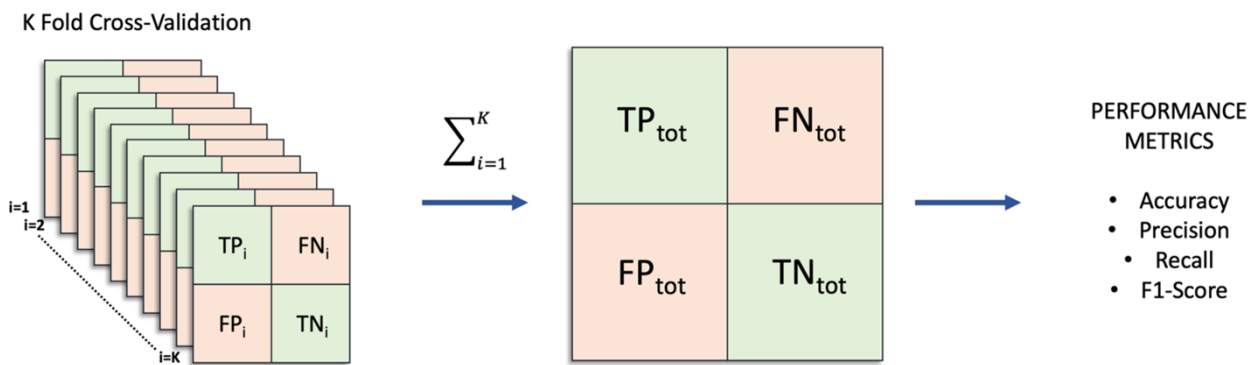 K Fold Cross-Validation
i=1
i=2
i=K
TPᵢ
FNᵢ
FPᵢ
TNᵢ
∑ᵢ₌₁ᴷ
TPtot
FNtot
FPtot
TNtot
PERFORMANCE
METRICS
• Accuracy
• Precision
• Recall
• F1-Score